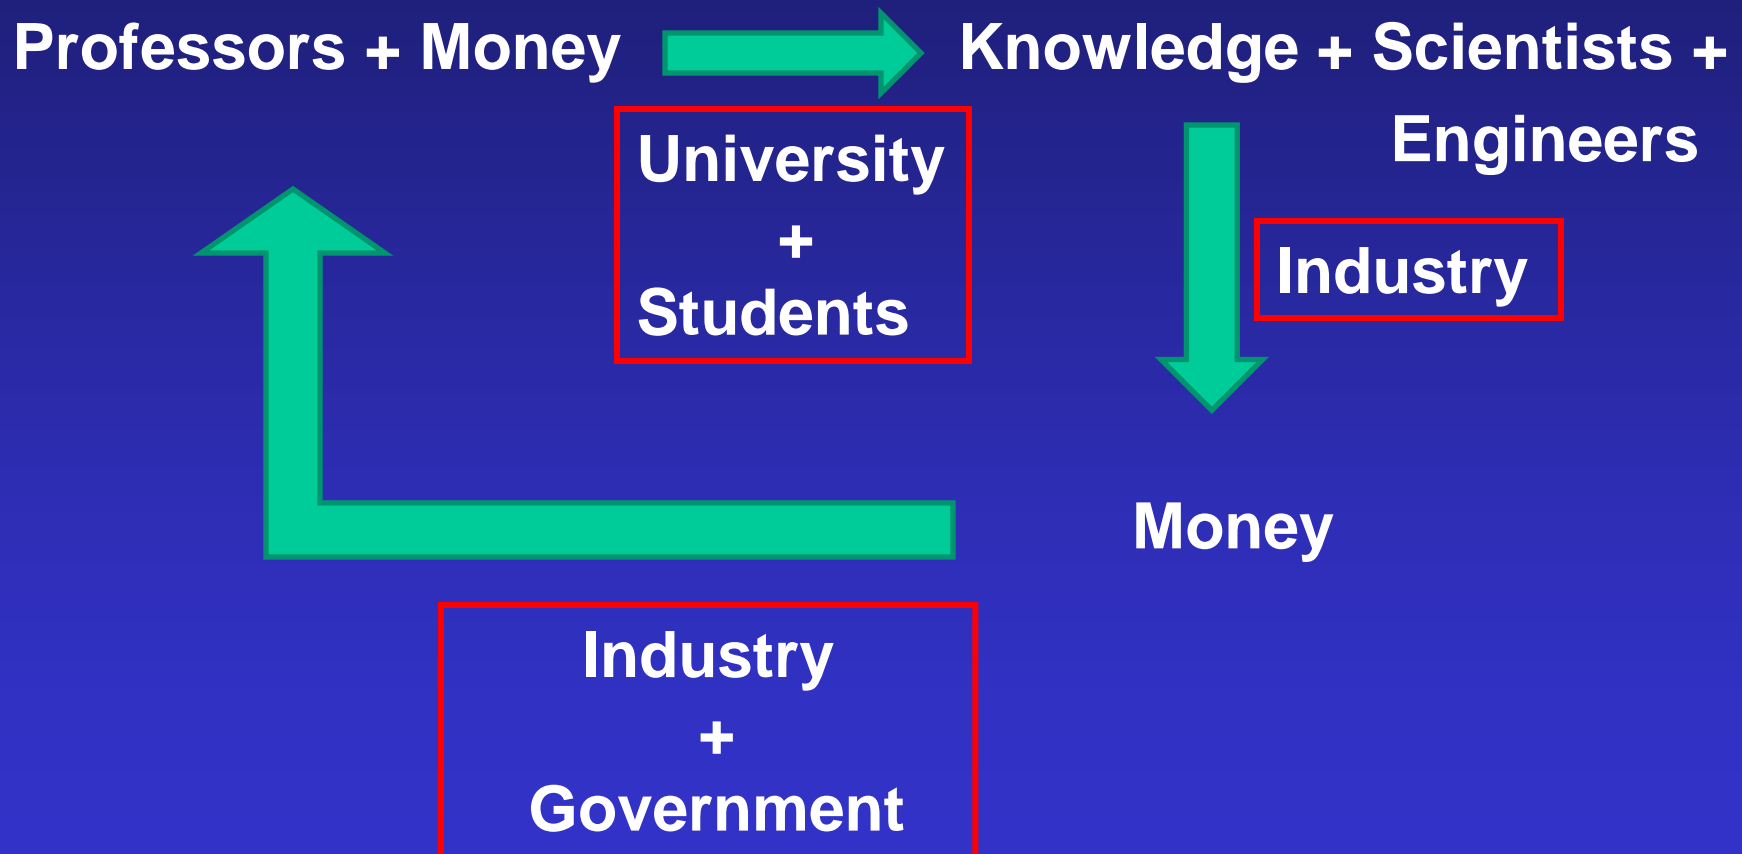 Professors + Money
Knowledge + Scientists +
Engineers
University
+
Students
Industry
Money
Industry
+
Government